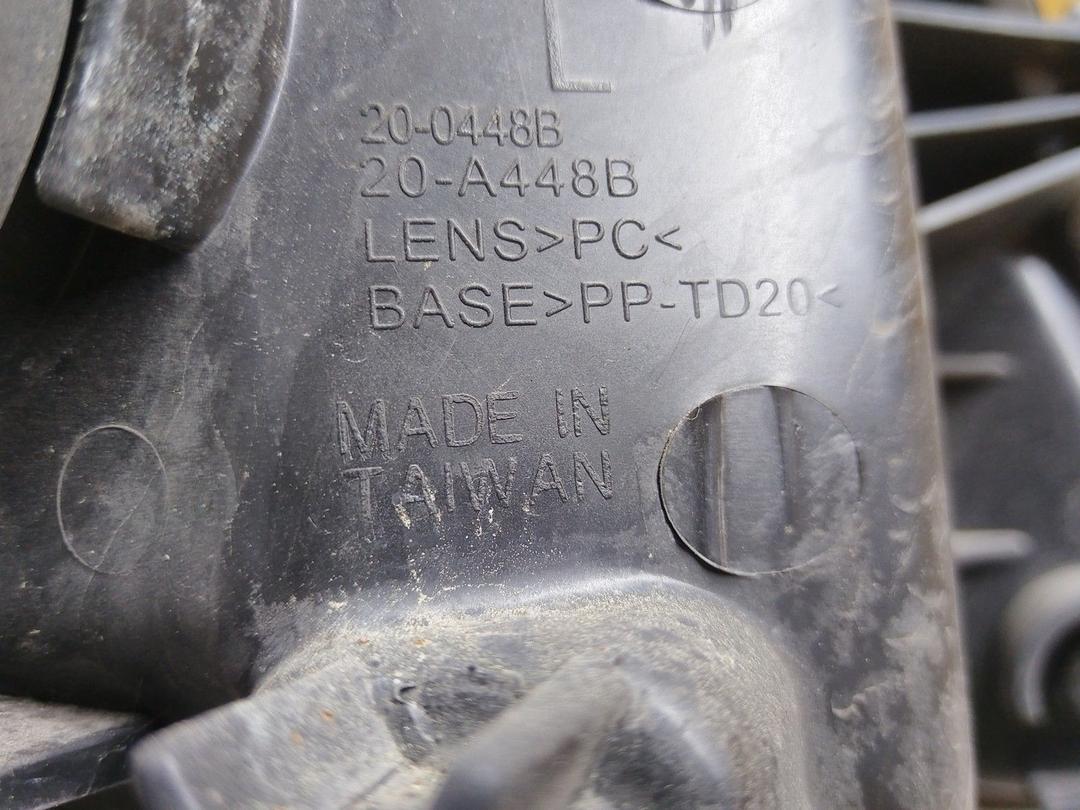 L
20-0448B
20-A448B
LENS>PC<
BASE>PP-TD20<
MADE IN
TAIWAN